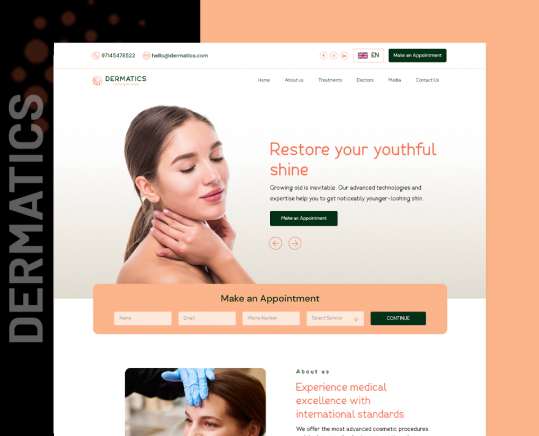 DERMATICS
97145478522
hello@dermatics.com
EN
Make an Appointment
DERMATICS
Home
About us
Treatments
Doctors
Media
Contact Us
Restore your youthful
shine
Growing old is inevitable. Our advanced technologies and
expertise help you to get noticeably younger-looking skin.
Make an Appointment
Make an Appointment
Name
Email
Phone Number
Select Service
CONTINUE
About us
Experience medical
excellence with
international standards
We offer the most advanced cosmetic procedures